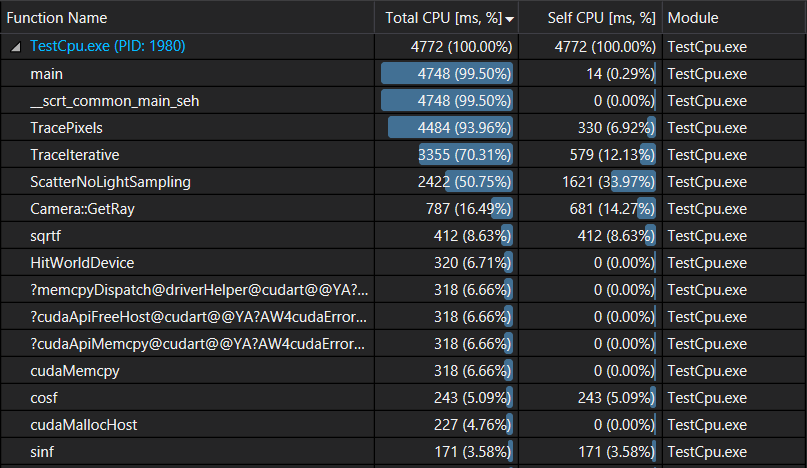 Function Name Total CPU [ms, %] Self CPU [ms, %] Module
TestCpu.exe (PID: 1980) 4772 (100.00%) 4772 (100.00%) TestCpu.exe
main 4748 (99.50%) 14 (0.29%) TestCpu.exe
__scrt_common_main_seh 4748 (99.50%) 0 (0.00%) TestCpu.exe
TracePixels 4484 (93.96%) 330 (6.92%) TestCpu.exe
TraceIterative 3355 (70.31%) 579 (12.13%) TestCpu.exe
ScatterNoLightSampling 2422 (50.75%) 1621 (33.97%) TestCpu.exe
Camera::GetRay 787 (16.49%) 681 (14.27%) TestCpu.exe
sqrtf 412 (8.63%) 412 (8.63%) TestCpu.exe
HitWorldDevice 320 (6.71%) 0 (0.00%) TestCpu.exe
?memcpyDispatch@driverHelper@cudart@@YA?... 318 (6.66%) 0 (0.00%) TestCpu.exe
?cudaApiFreeHost@cudart@@YA?AW4cudaError... 318 (6.66%) 0 (0.00%) TestCpu.exe
?cudaApiMemcpy@cudart@@YA?AW4cudaError... 318 (6.66%) 0 (0.00%) TestCpu.exe
cudaMemcpy 318 (6.66%) 0 (0.00%) TestCpu.exe
cosf 243 (5.09%) 243 (5.09%) TestCpu.exe
cudaMallocHost 227 (4.76%) 0 (0.00%) TestCpu.exe
sinf 171 (3.58%) 171 (3.58%) TestCpu.exe